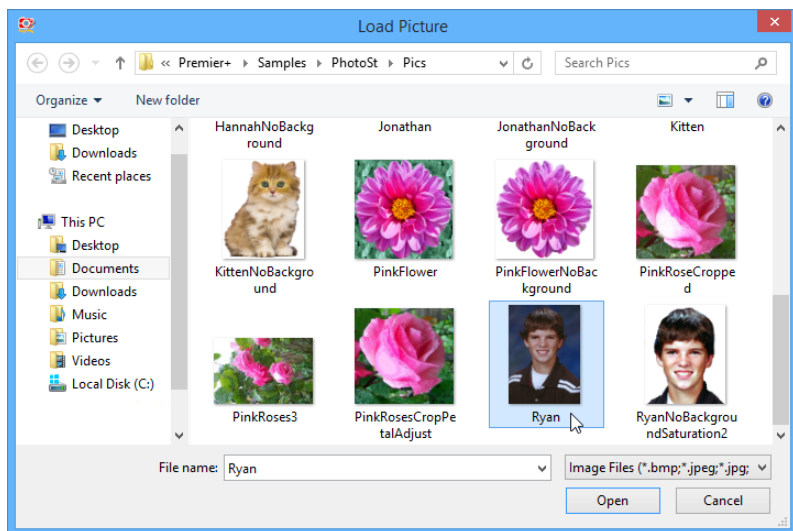 Load Picture
« Premier+ Samples PhotoSt Pics
Search Pics
Organize
New folder
Desktop
Downloads
Recent places
This PC
Desktop
Documents
Downloads
Music
Pictures
Videos
Local Disk (C:)
HannahNoBackg
round
Jonathan
JonathanNoBack
ground
Kitten
KittenNoBackgro
und
PinkFlower
PinkFlowerNoBac
kground
PinkRoseCroppe
d
PinkRoses3
PinkRosesCropPe
talAdjust
Ryan
RyanNoBackgrou
ndSaturation2
File name: Ryan
Image Files (*.bmp;*.jpeg;*.jpg;
Open
Cancel